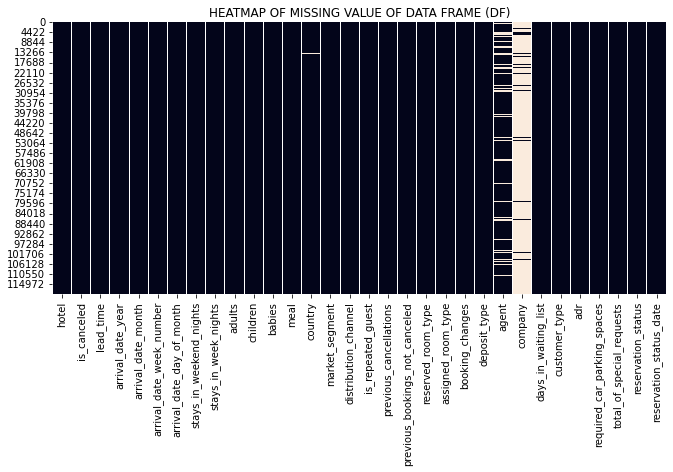 HEATMAP OF MISSING VALUE OF DATA FRAME (DF)
0
4422
8844
13266
17688
22110
26532
30954
35376
39798
44220
48642
53064
57486
61908
66330
70752
75174
79596
84018
88440
92862
97284
101706
106128
110550
114972
hotel
is_canceled
lead_time
arrival_date_year
arrival_date_month
arrival_date_week_number
arrival_date_day_of_month
stays_in_weekend_nights
stays_in_week_nights
adults
children
babies
meal
country
market_segment
distribution_channel
is_repeated_guest
previous_cancellations
previous_bookings_not_canceled
reserved_room_type
assigned_room_type
booking_changes
deposit_type
agent
company
days_in_waiting_list
customer_type
adr
required_car_parking_spaces
total_of_special_requests
reservation_status
reservation_status_date